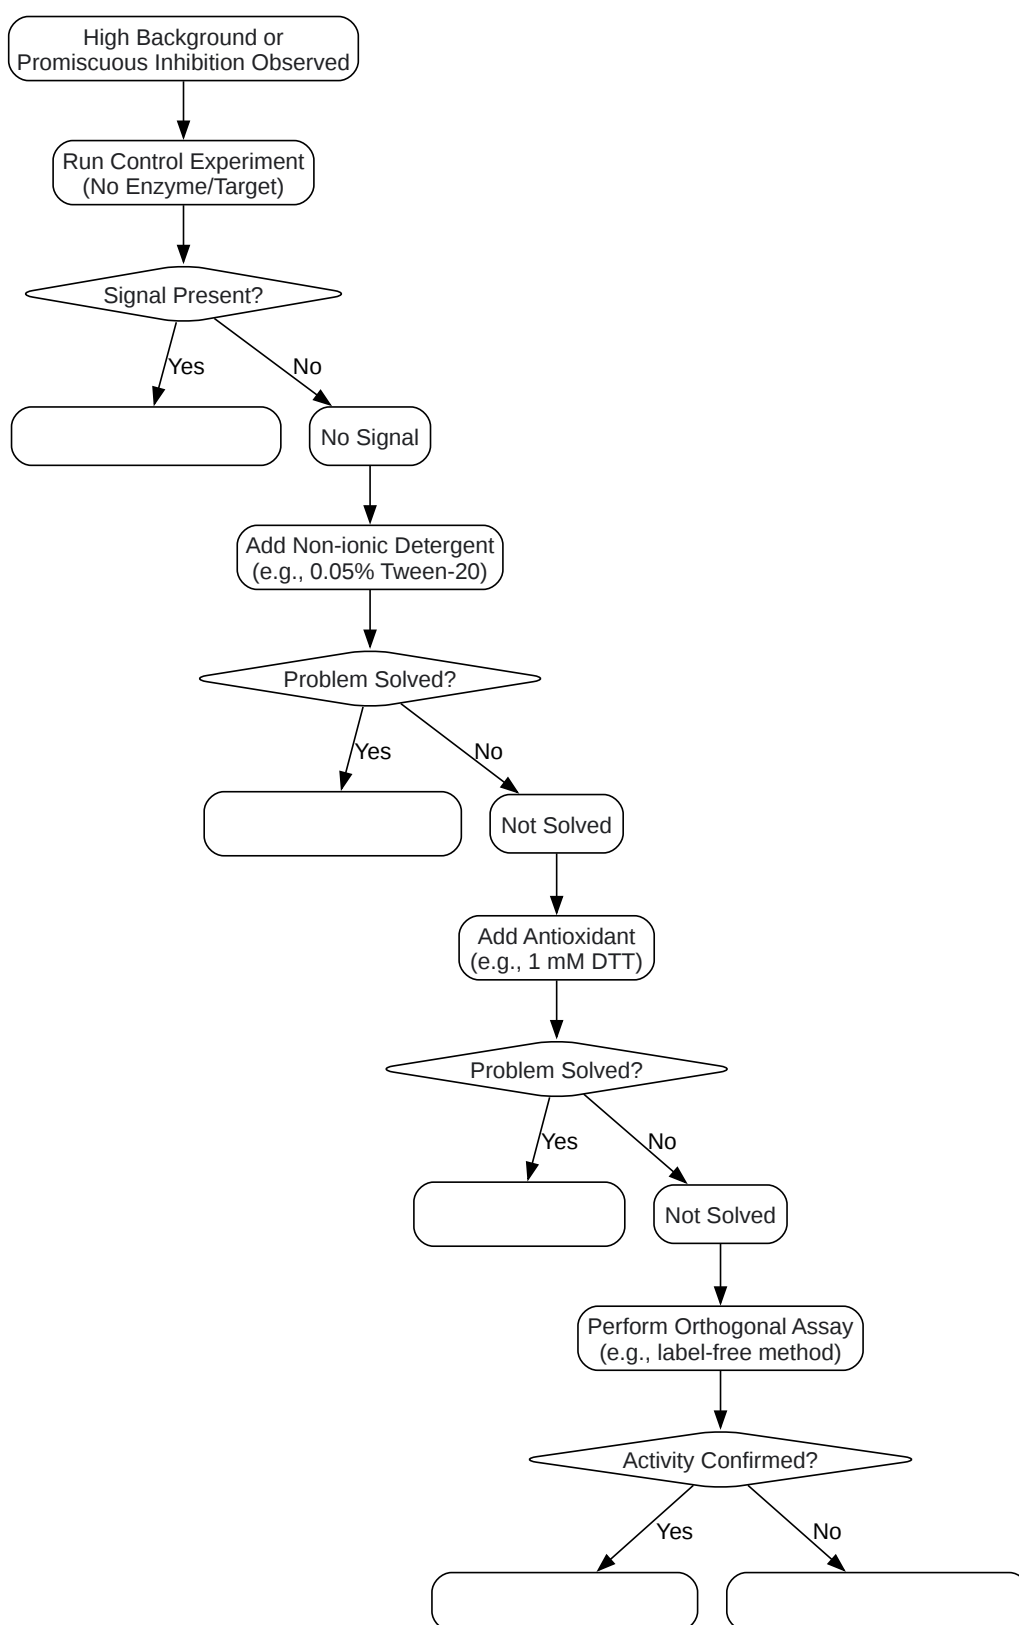 High Background or
Promiscuous Inhibition Observed
Run Control Experiment
(No Enzyme/Target)
Signal Present?
Yes
No
No Signal
Add Non-ionic Detergent
(e.g., 0.05% Tween-20)
Problem Solved?
Yes
No
Not Solved
Add Antioxidant
(e.g., 1 mM DTT)
Problem Solved?
Yes
No
Not Solved
Perform Orthogonal Assay
(e.g., label-free method)
Activity Confirmed?
Yes
No